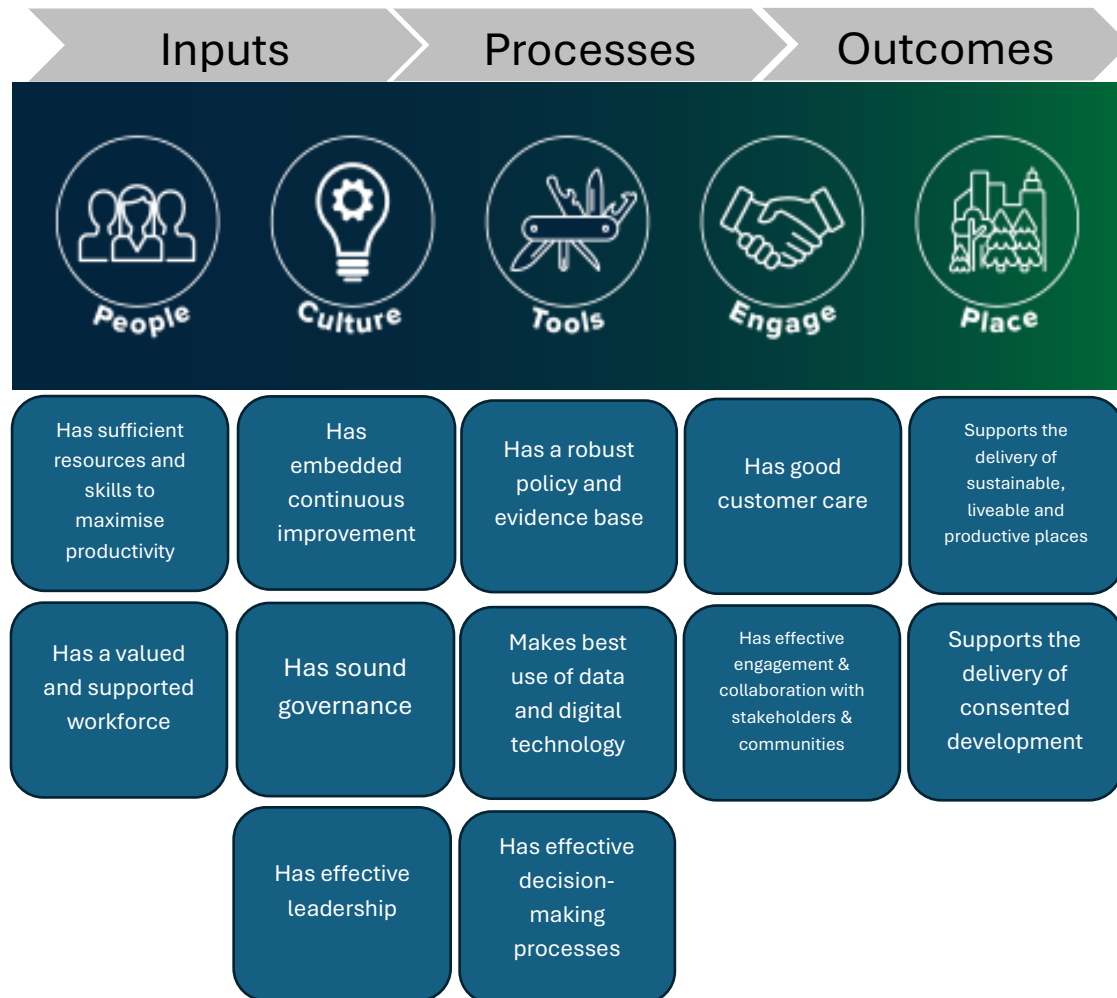 Inputs
Processes
Outcomes
People
Culture
Tools
Engage
Place
Has sufficient
resources and
skills to
maximise
productivity
Has
embedded
continuous
improvement
Has a robust
policy and
evidence base
Has good
customer care
Supports the
delivery of
sustainable,
liveable and
productive places
Has a valued
and supported
workforce
Has sound
governance
Makes best
use of data
and digital
technology
Has effective
engagement &
collaboration with
stakeholders &
communities
Supports the
delivery of
consented
development
Has effective
leadership
Has effective
decision-
making
processes